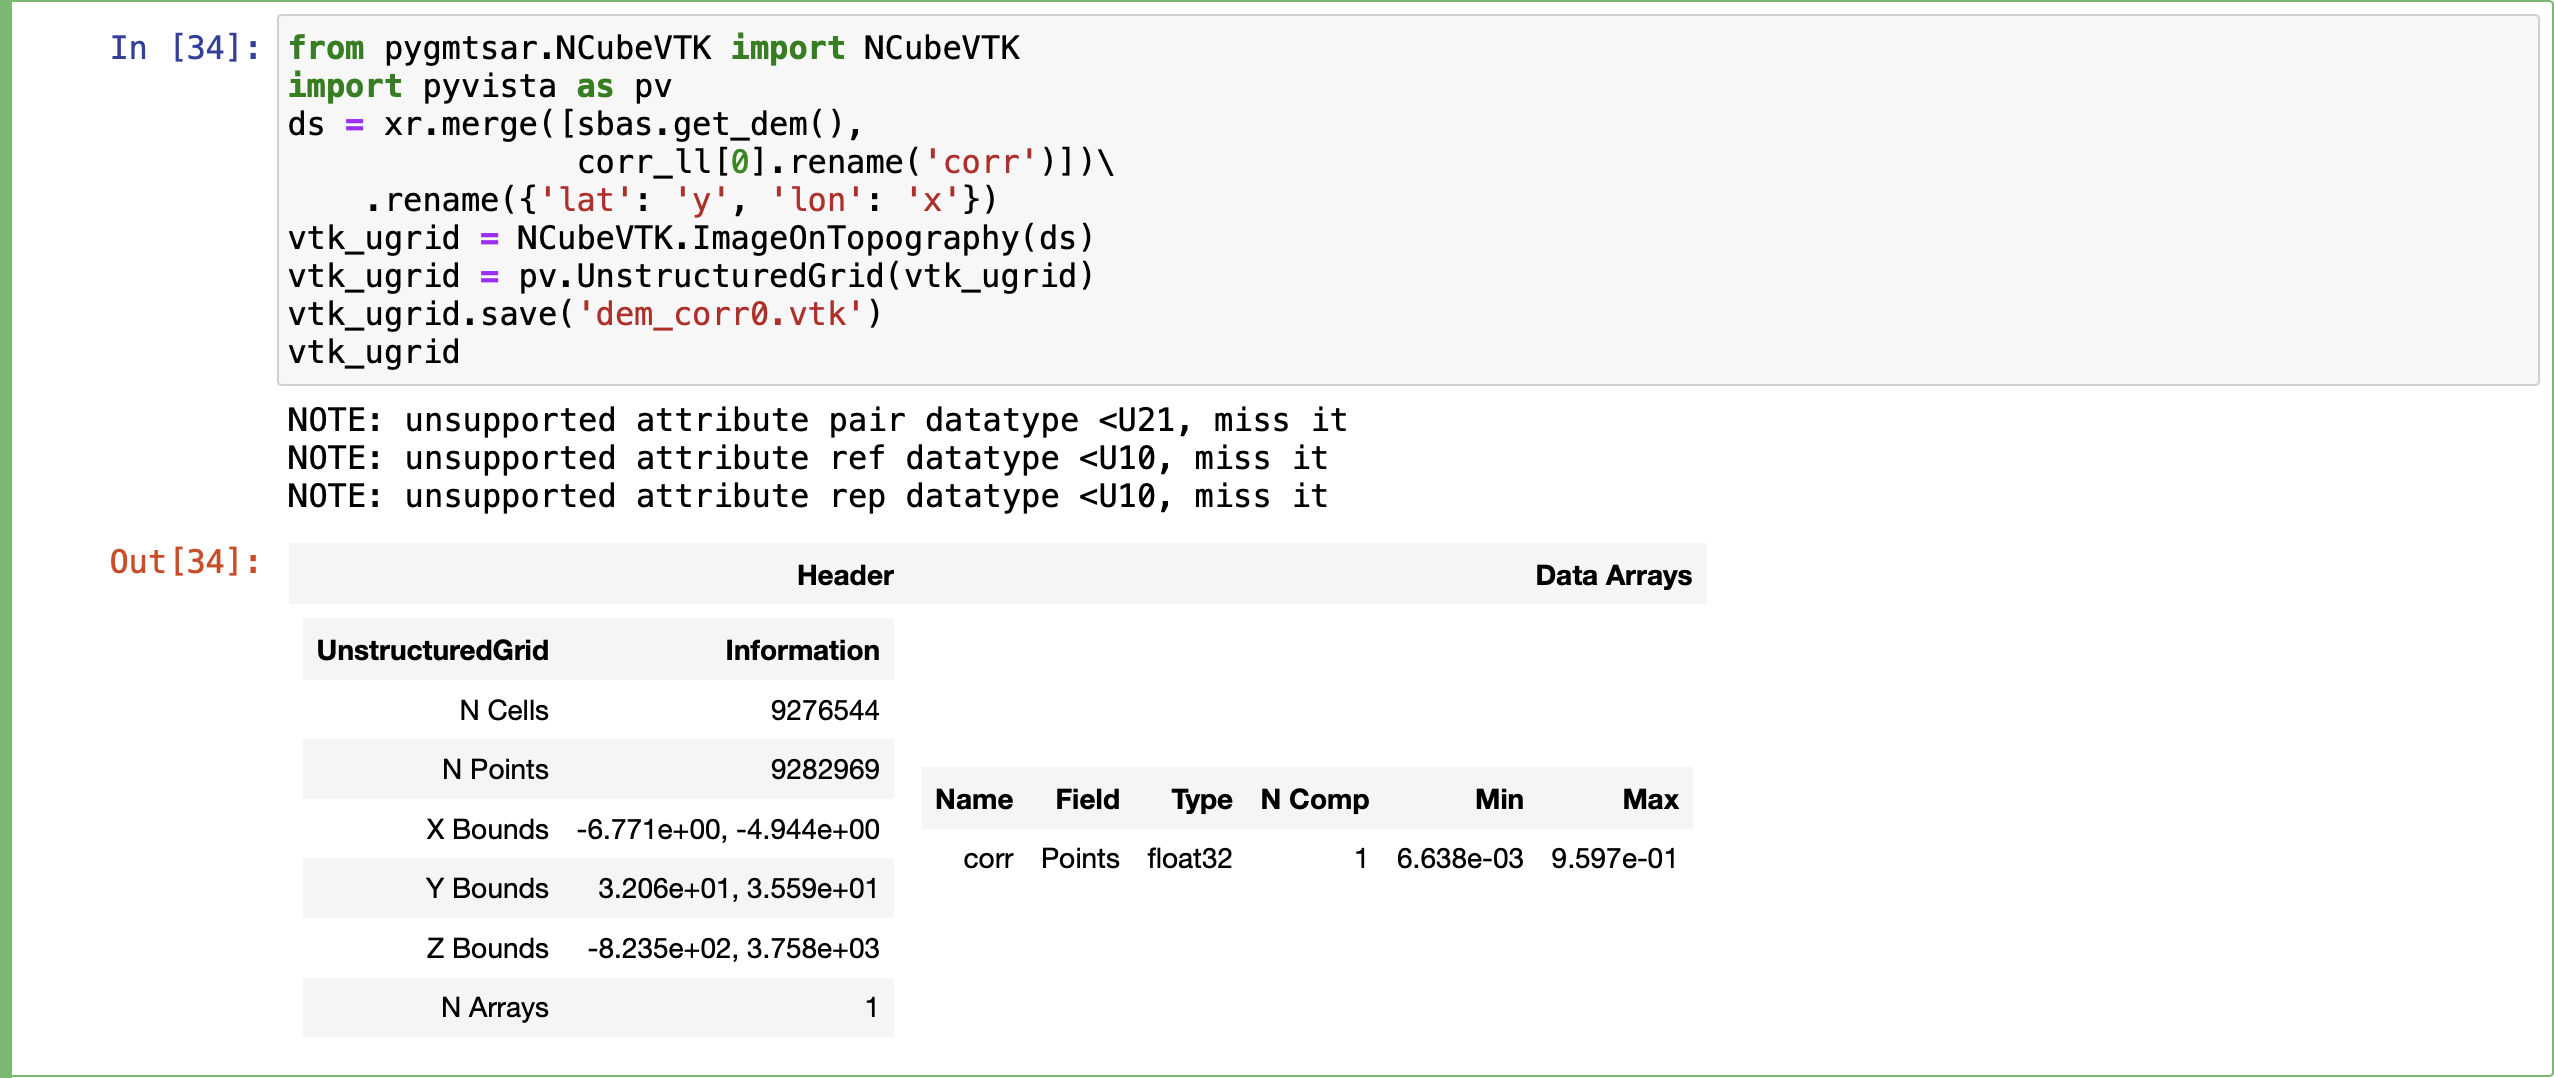 In [34]:
from pygmtsar.NCubeVTK import NCubeVTK
import pyvista as pv
ds = xr.merge([sbas.get_dem(),
               corr_ll[0].rename('corr')])\
    .rename({'lat': 'y', 'lon': 'x'})
vtk_ugrid = NCubeVTK.ImageOnTopography(ds)
vtk_ugrid = pv.UnstructuredGrid(vtk_ugrid)
vtk_ugrid.save('dem_corr0.vtk')
vtk_ugrid
NOTE: unsupported attribute pair datatype <U21, miss it
NOTE: unsupported attribute ref datatype <U10, miss it
NOTE: unsupported attribute rep datatype <U10, miss it
Out[34]:
Header Data Arrays
UnstructuredGrid Information
N Cells 9276544
N Points 9282969
X Bounds -6.771e+00, -4.944e+00
Y Bounds 3.206e+01, 3.559e+01
Z Bounds -8.235e+02, 3.758e+03
N Arrays 1
Name Field Type N Comp Min Max
corr Points float32 1 6.638e-03 9.597e-01